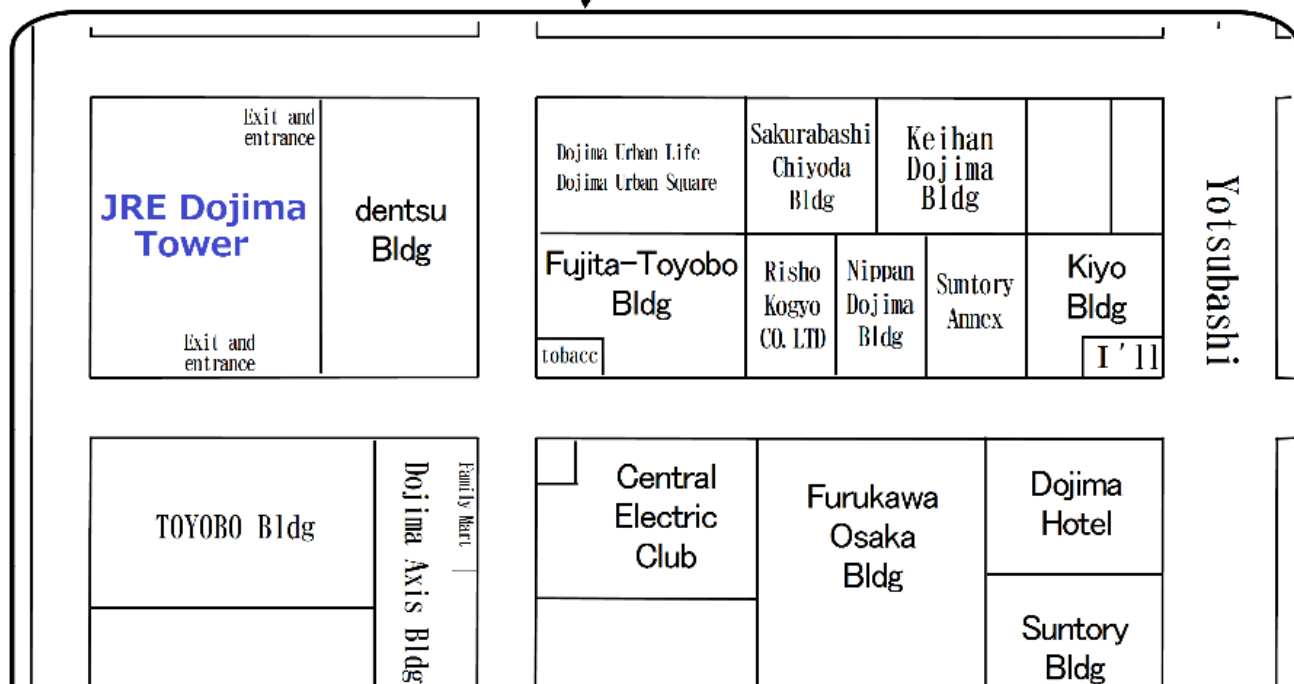 Exit and
entrance
JRE Dojima
Tower
Exit and
entrance
dentsu
Bldg
Dojima Urban Life
Dojima Urban Square
Sakurabashi
Chiyoda
Bldg
Keihan
Dojima
Bldg
Fujita-Toyobo
Bldg
tobacc
Risho
Kogyo
CO. LTD
Nippan
Dojima
Bldg
Suntory
Annex
Kiyo
Bldg
I'll
Yotsubashi
TOYOBO Bldg
Dojima Axis Bldg
Family Mart
Central
Electric
Club
Furukawa
Osaka
Bldg
Dojima
Hotel
Suntory
Bldg